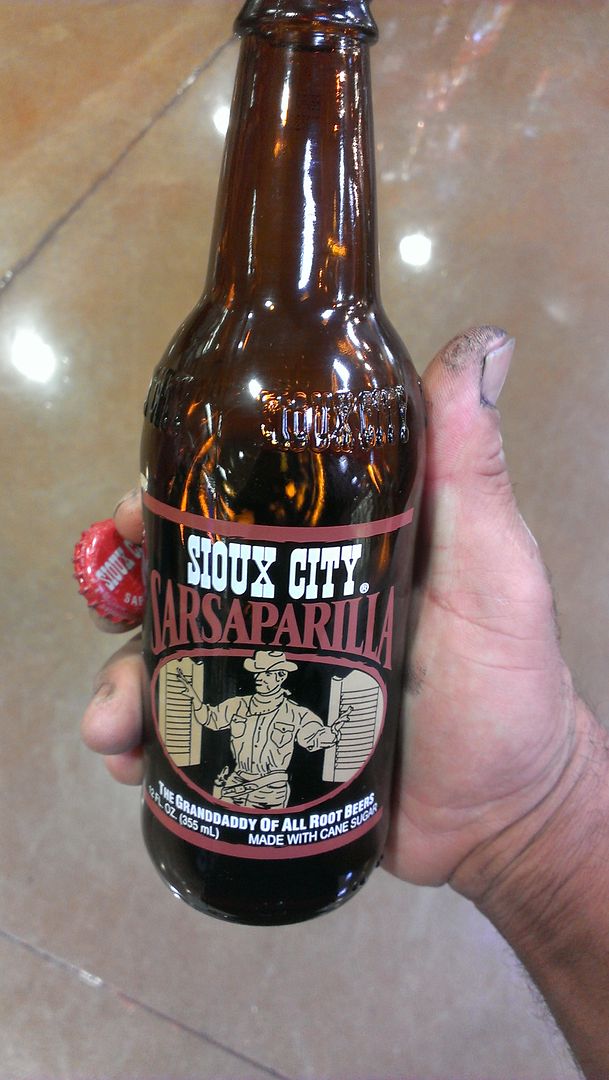 SIOUX CITY
SIOUX CITY®
SARSAPARILLA
THE GRANDDADDY OF ALL ROOT BEERS
12 FL. OZ. (355 mL)
MADE WITH CANE SUGAR
SIOUX